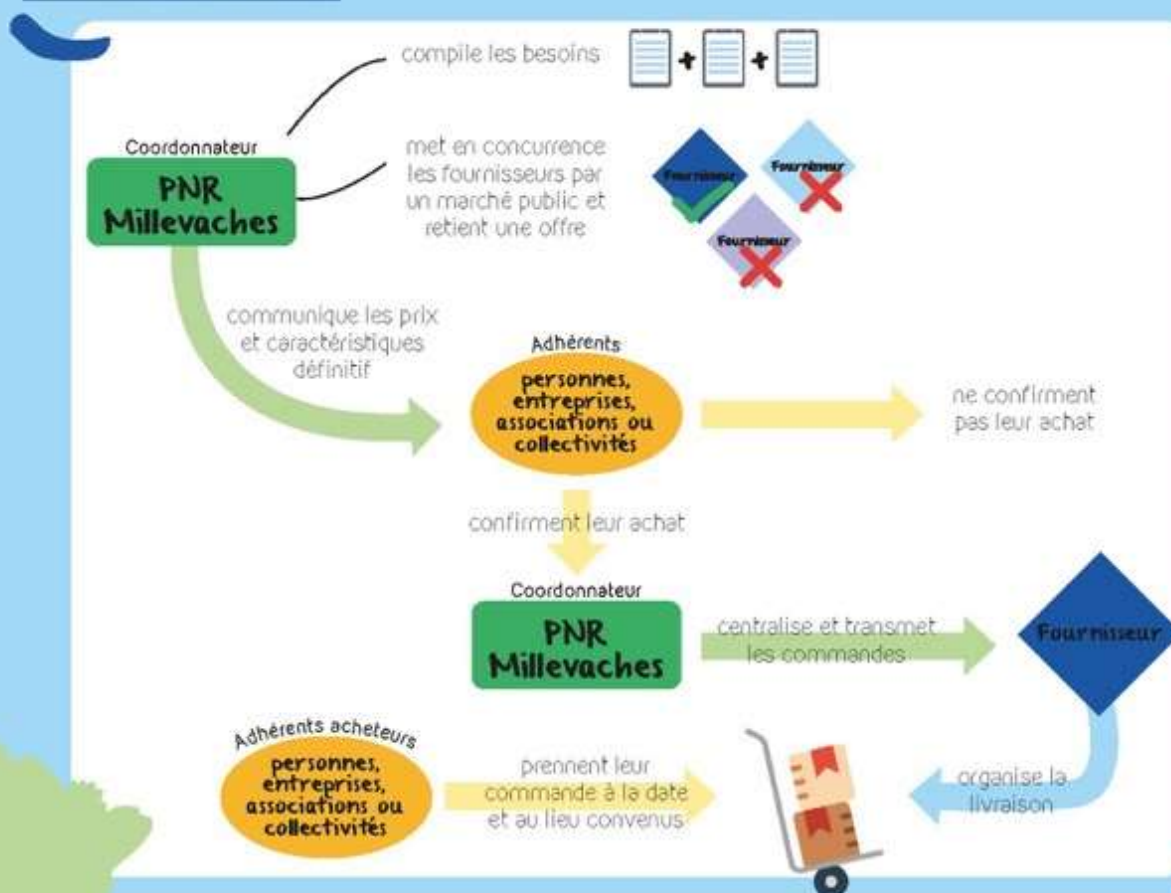 compile les besoins
Coordonnateur
PNR
Millevaches
met en concurrence
les fournisseurs par
un marché public et
retient une offre
Fournisseur
Fournisseur
Fournisseur
communique les prix
et caractéristiques
définitif
Adhérents
personnes,
entreprises,
associations ou
collectivités
ne confirment
pas leur achat
confirment leur achat
Coordonnateur
PNR
Millevaches
centralise et transmet
les commandes
Fournisseur
Adhérents acheteurs
personnes,
entreprises,
associations ou
collectivités
prennent leur
commande à la date
et au lieu convenus
organise la
livraison